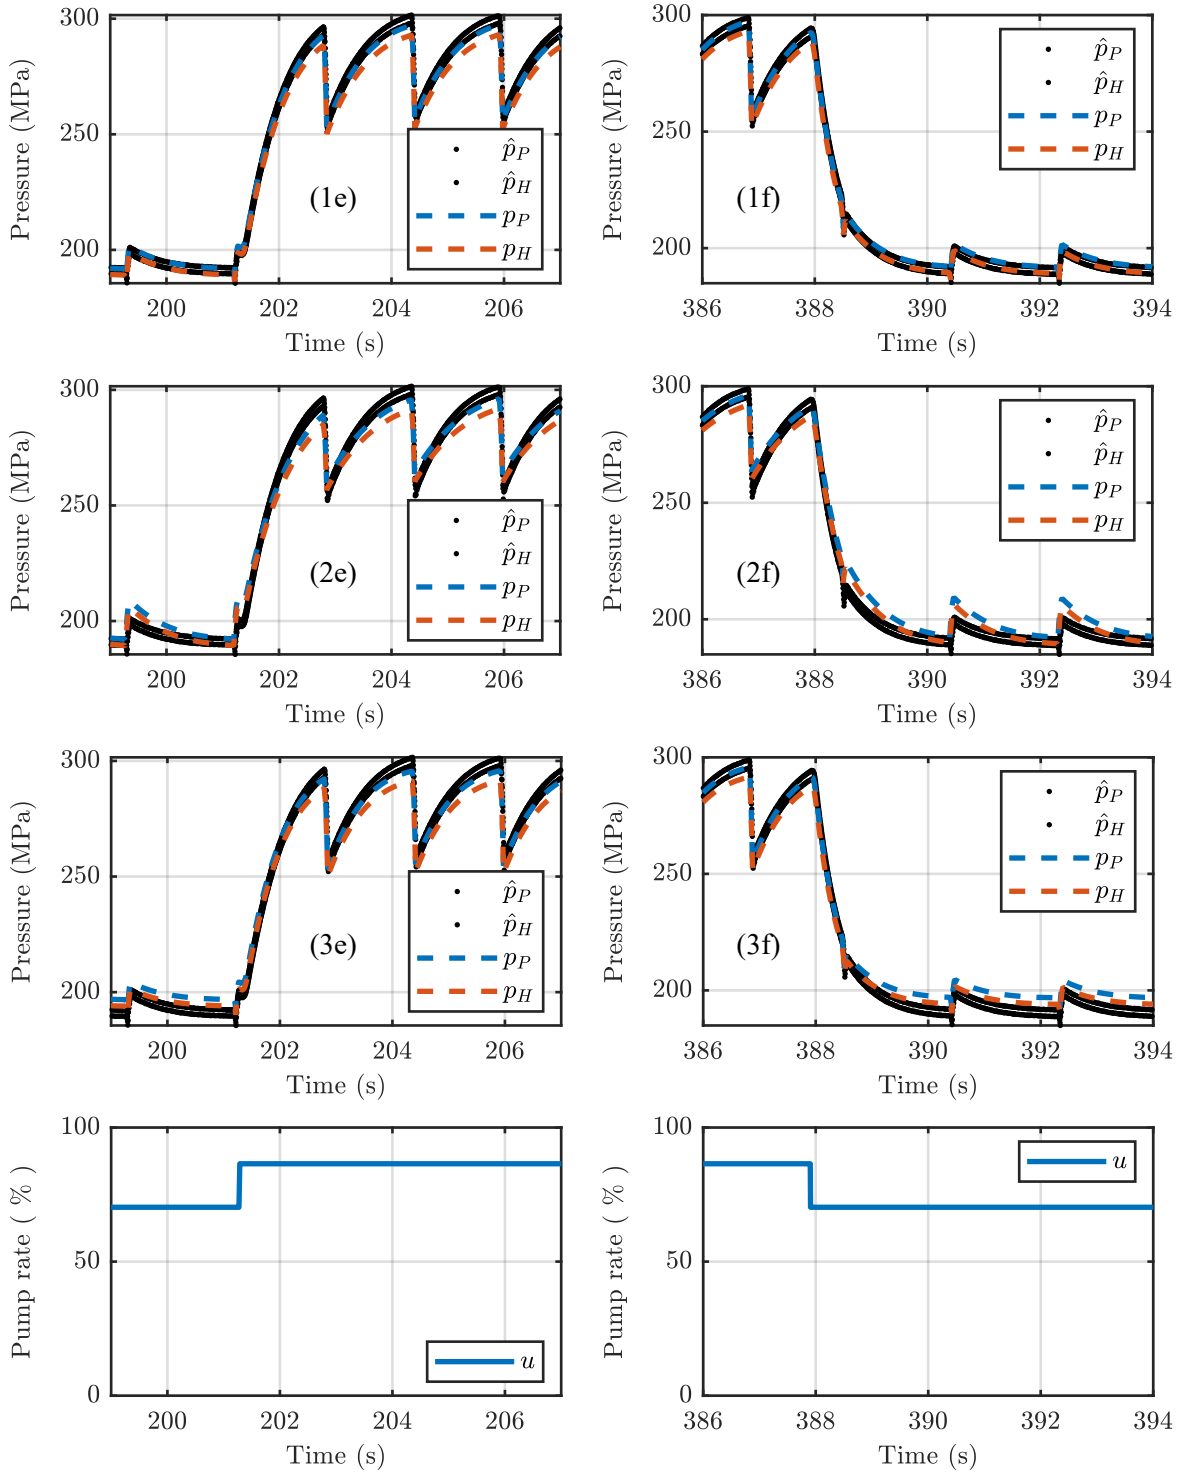 300
250
200
Pressure (MPa)
(1e)
p̂_P
p̂_H
p_P
p_H
200 202 204 206
Time (s)
300
250
200
Pressure (MPa)
(1f)
p̂_P
p̂_H
p_P
p_H
386 388 390 392 394
Time (s)
300
250
200
Pressure (MPa)
(2e)
p̂_P
p̂_H
p_P
p_H
200 202 204 206
Time (s)
300
250
200
Pressure (MPa)
(2f)
p̂_P
p̂_H
p_P
p_H
386 388 390 392 394
Time (s)
300
250
200
Pressure (MPa)
(3e)
p̂_P
p̂_H
p_P
p_H
200 202 204 206
Time (s)
300
250
200
Pressure (MPa)
(3f)
p̂_P
p̂_H
p_P
p_H
386 388 390 392 394
Time (s)
100
50
0
Pump rate ( % )
u
200 202 204 206
Time (s)
100
50
0
Pump rate ( % )
u
386 388 390 392 394
Time (s)